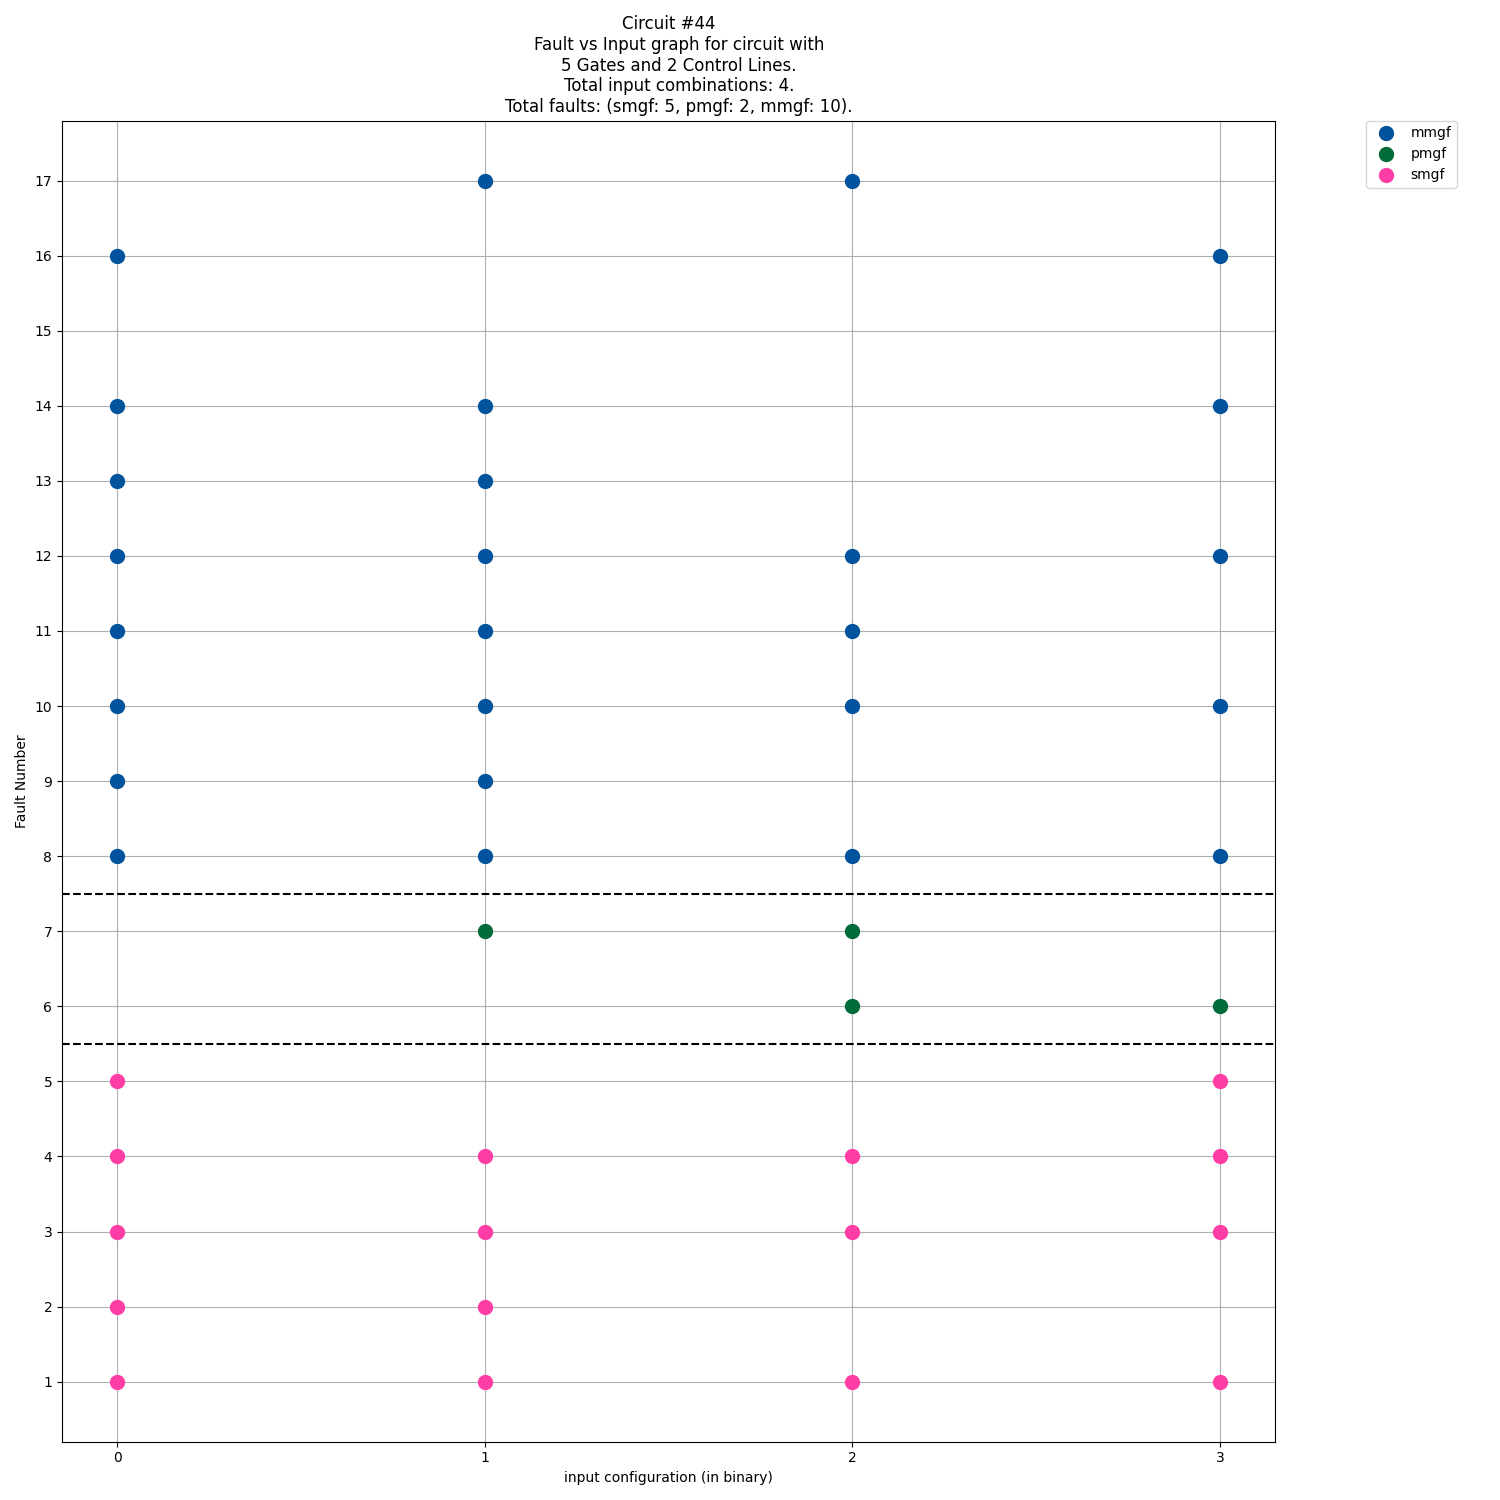 Circuit #44
Fault vs Input graph for circuit with
5 Gates and 2 Control Lines.
Total input combinations: 4.
Total faults: (smgf: 5, pmgf: 2, mmgf: 10).
mmgf
pmgf
smgf
17
16
15
14
13
12
11
10
9
8
7
6
5
4
3
2
1
Fault Number
0 1 2 3
input configuration (in binary)